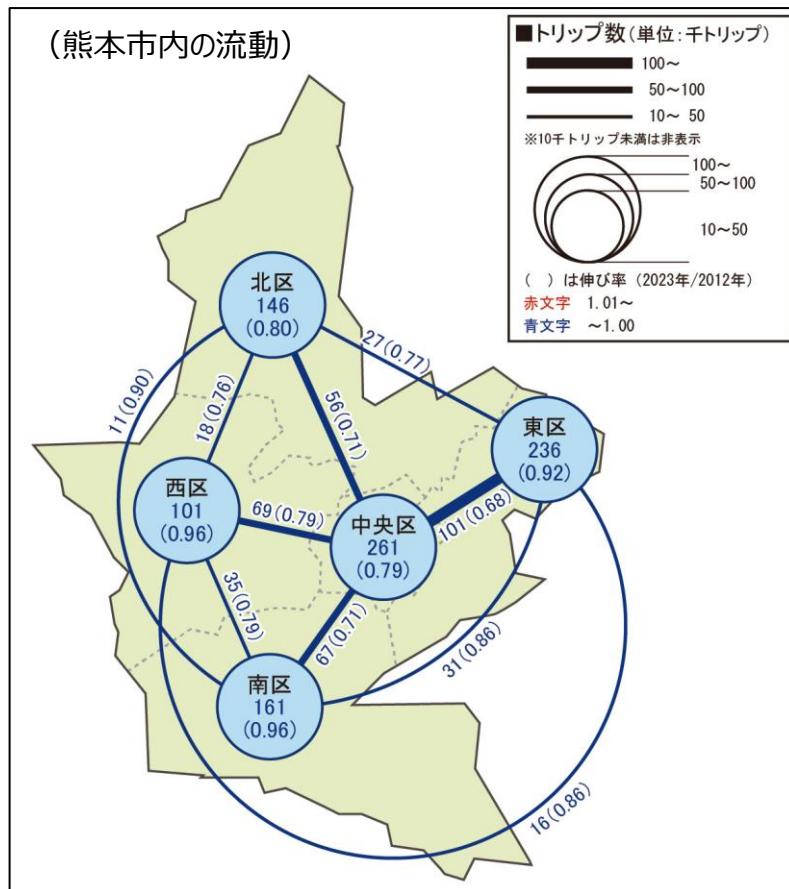 （熊本市内の流動）
■トリップ数（単位：千トリップ）
100～
50～100
10～ 50
※10千トリップ未満は非表示
100～
50～100
10～50
（　）は伸び率（2023年/2012年）
赤文字　1.01～
青文字　～1.00
北区
146
(0.80)
27(0.77)
11(0.90)
18(0.76)
56(0.71)
東区
236
(0.92)
西区
101
(0.96)
69(0.79)
中央区
261
(0.79)
101(0.68)
35(0.79)
67(0.71)
31(0.86)
南区
161
(0.96)
16(0.86)